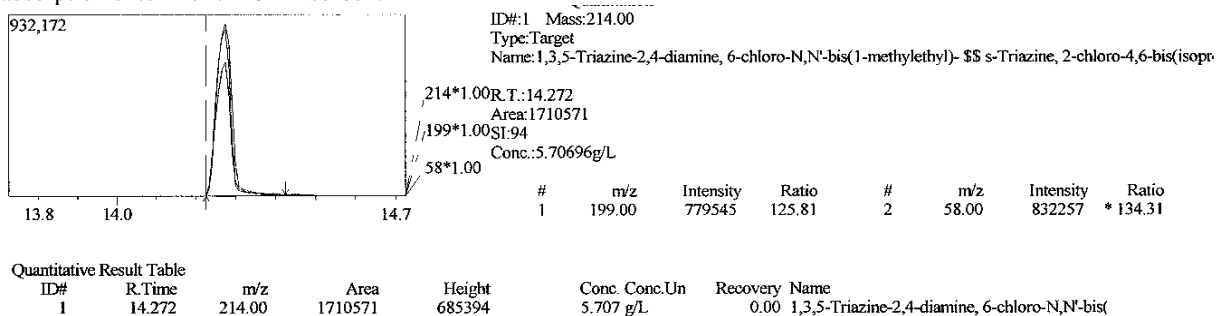 932,172
ID#:1 Mass:214.00
Type:Target
Name:1,3,5-Triazine-2,4-diamine, 6-chloro-N,N'-bis(1-methylethyl)- $$ s-Triazine, 2-chloro-4,6-bis(isopr
214*1.00
R.T.:14.272
Area:1710571
199*1.00
SI:94
Conc.:5.70696g/L
58*1.00
# m/z Intensity Ratio # m/z Intensity Ratio
1 199.00 779545 125.81 2 58.00 832257 * 134.31
13.8 14.0 14.7
Quantitative Result Table
ID# R.Time m/z Area Height Conc. Conc.Un Recovery Name
1 14.272 214.00 1710571 685394 5.707 g/L 0.00 1,3,5-Triazine-2,4-diamine, 6-chloro-N,N'-bis(